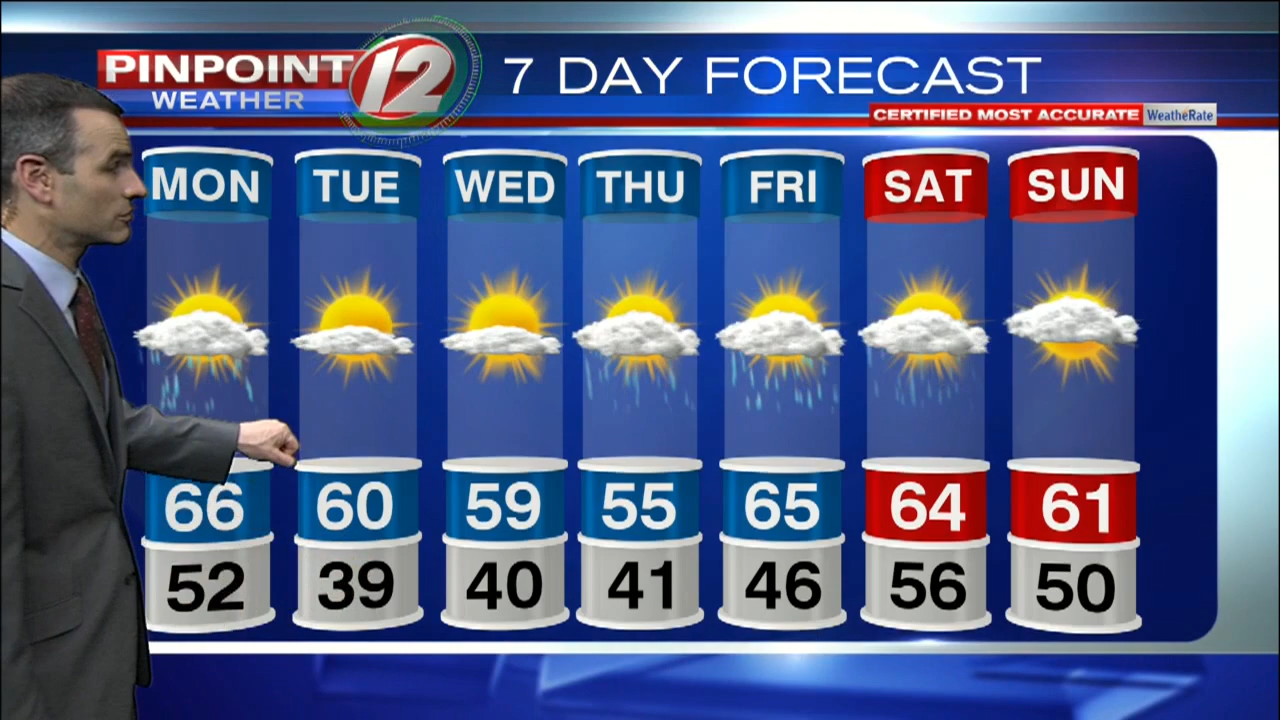 PINPOINT 12
WEATHER
7 DAY FORECAST
CERTIFIED MOST ACCURATE WeatheRate
MON TUE WED THU FRI SAT SUN
66 60 59 55 65 64 61
52 39 40 41 46 56 50